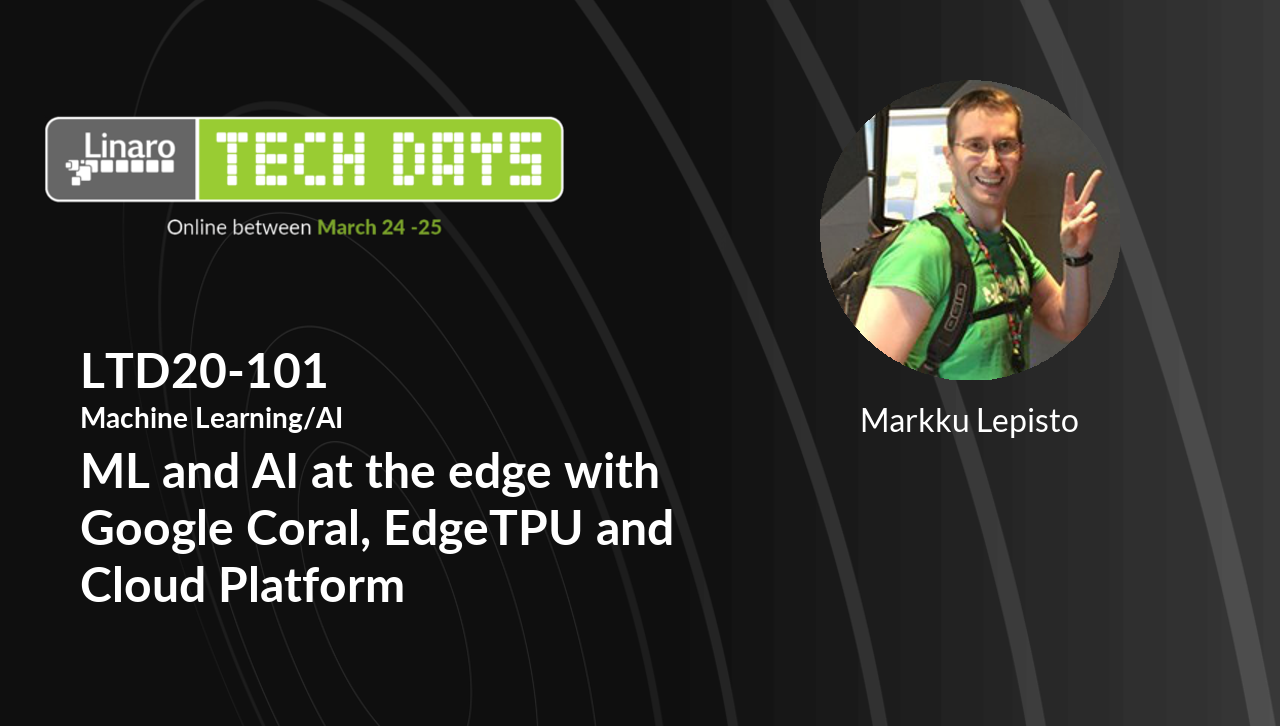 Linaro TECH DAYS
Online between March 24 -25
LTD20-101
Machine Learning/AI
ML and AI at the edge with
Google Coral, EdgeTPU and
Cloud Platform
Markku Lepisto